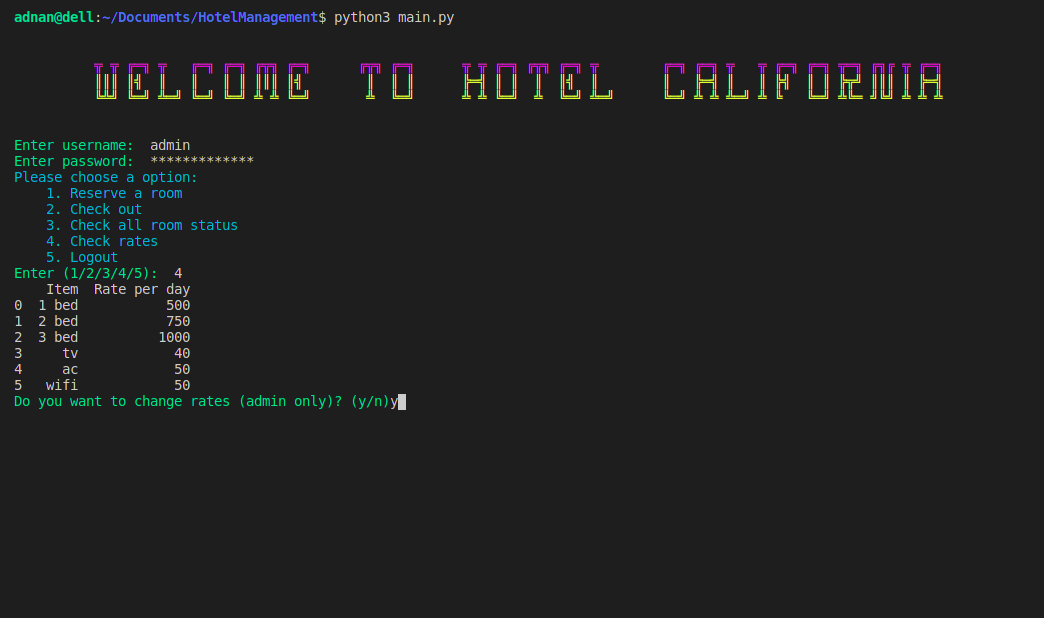 adnan@dell:~/Documents/HotelManagement$ python3 main.py
WELCOME TO HOTEL CALIFORNIA
Enter username:  admin
Enter password:  *************
Please choose a option:
    1. Reserve a room
    2. Check out
    3. Check all room status
    4. Check rates
    5. Logout
Enter (1/2/3/4/5):  4
    Item  Rate per day
0  1 bed           500
1  2 bed           750
2  3 bed          1000
3     tv            40
4     ac            50
5   wifi            50
Do you want to change rates (admin only)? (y/n)y